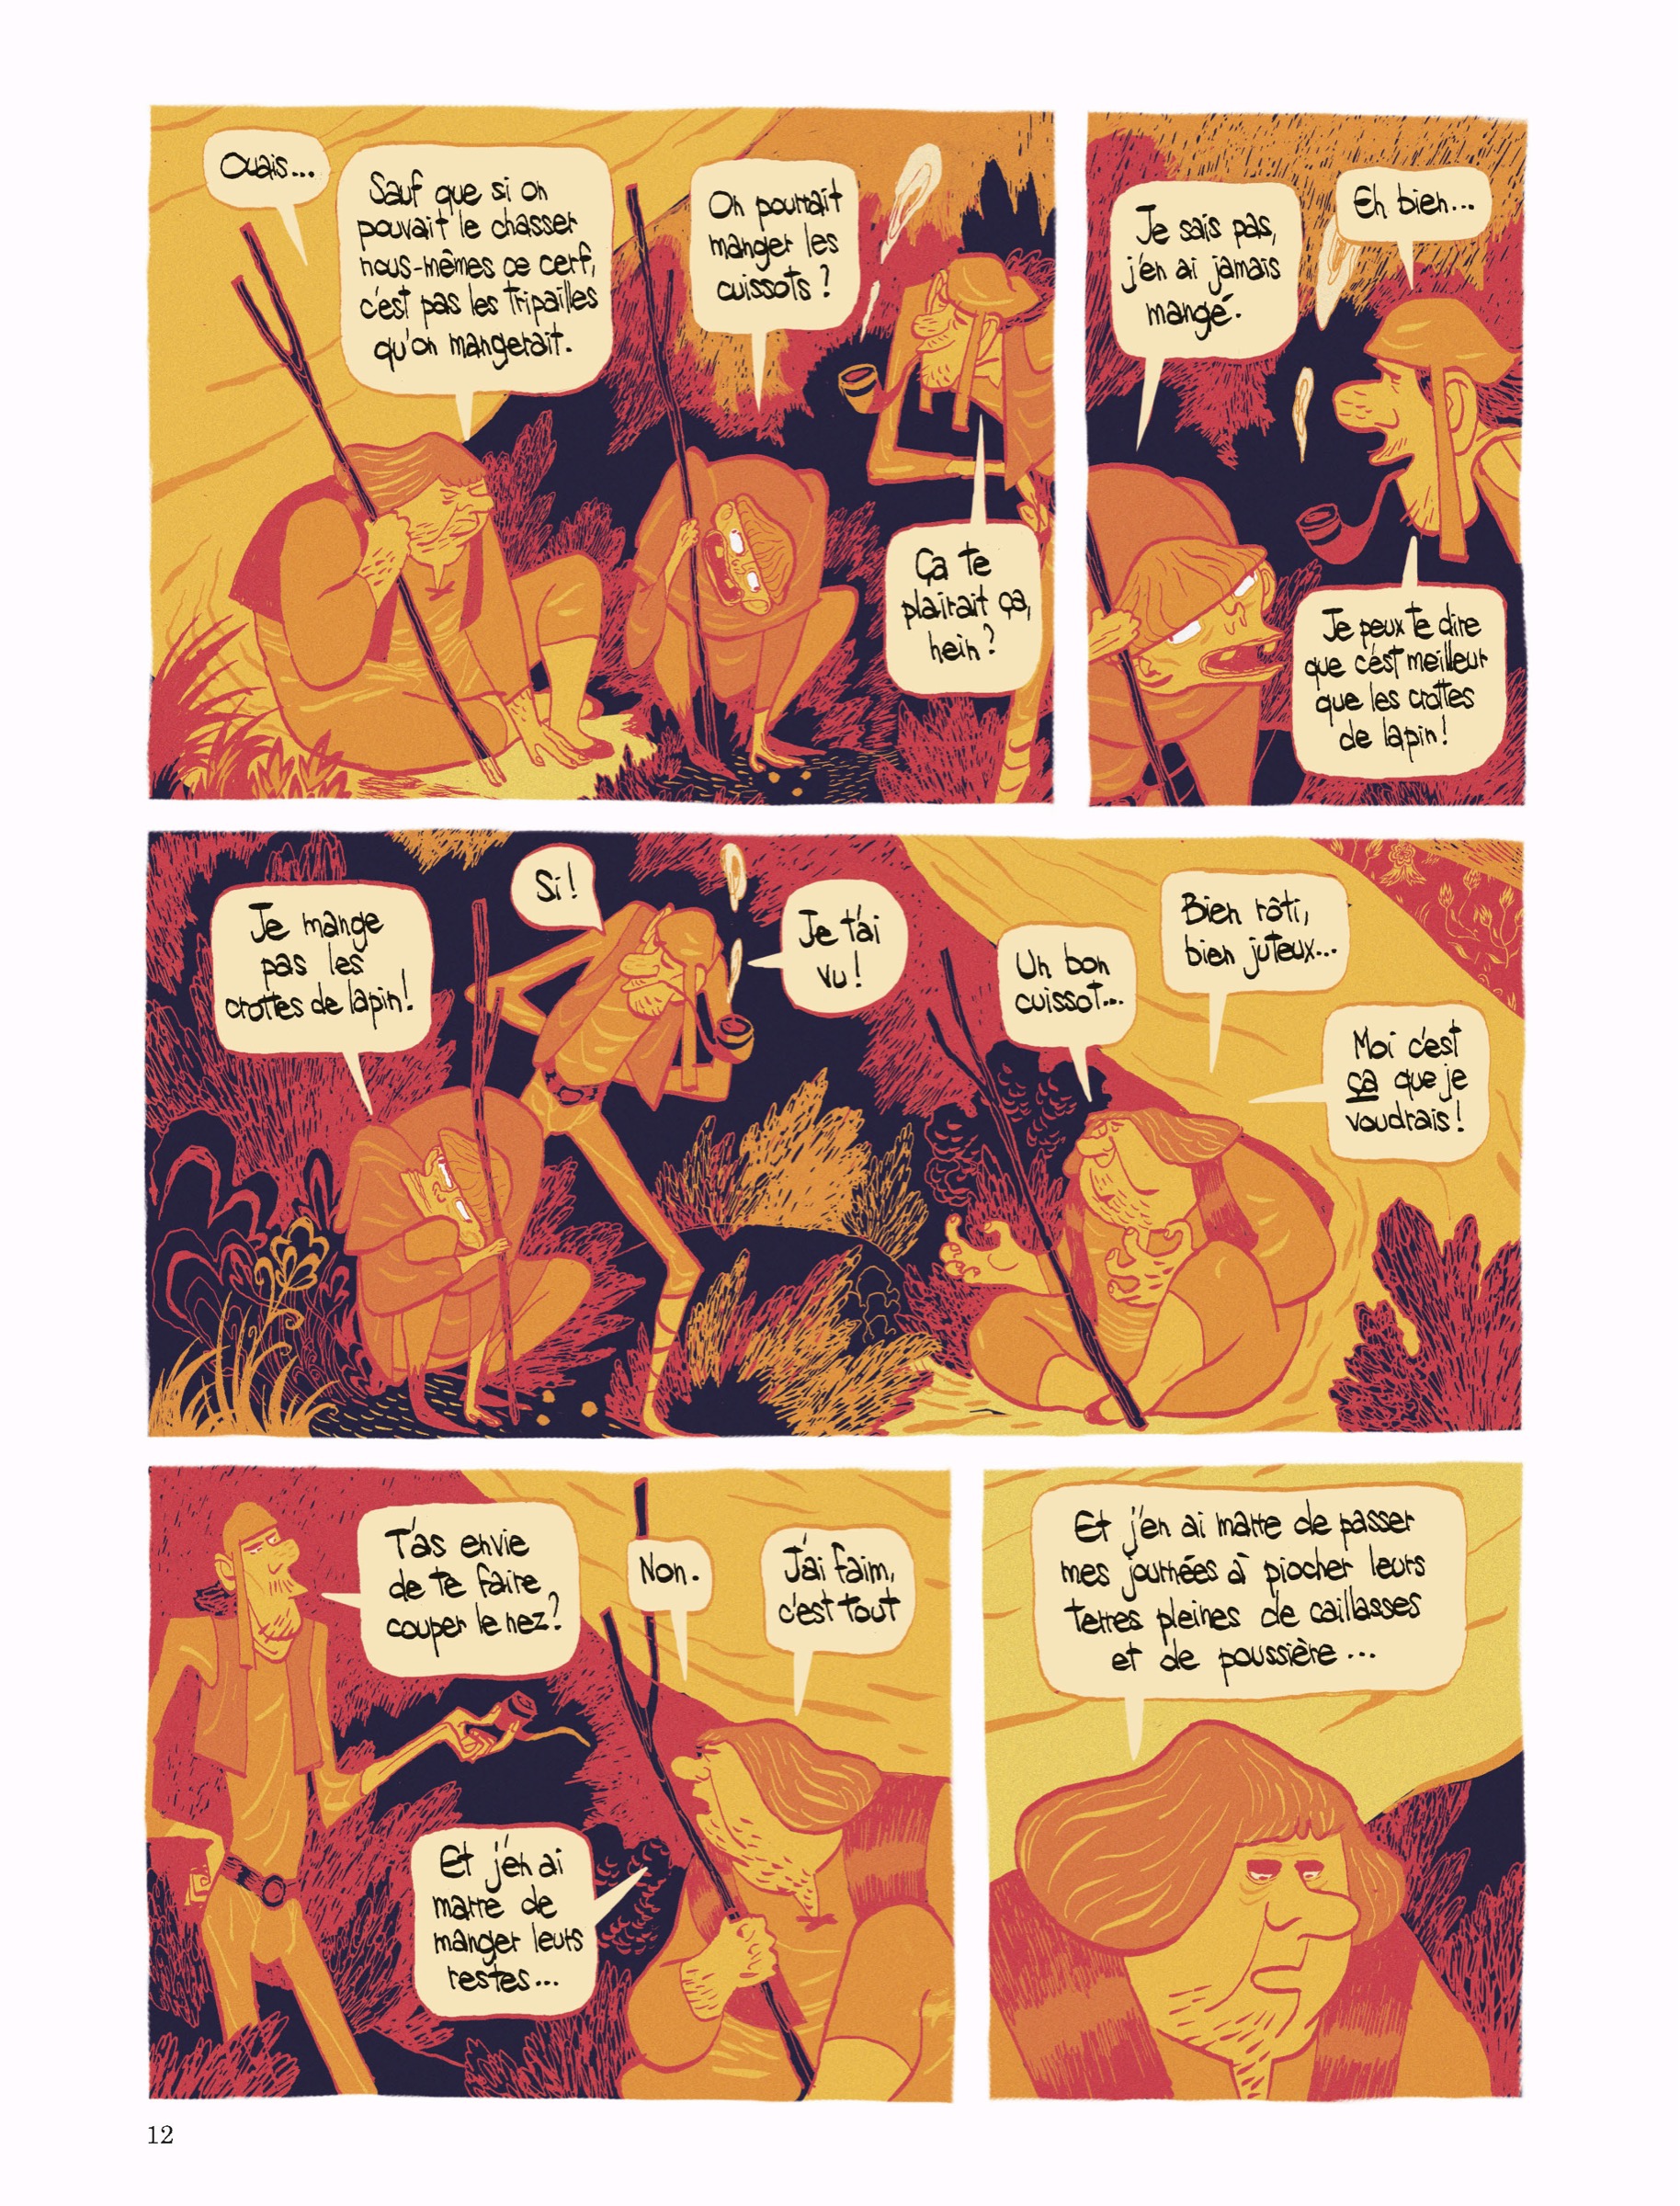 Ouais...
Sauf que si on
pouvait le chasser
nous-mêmes ce cerf,
c'est pas les tripailles
qu'on mangerait.
On pourrait
manger les
cuissots ?
Ça te
plairait ça,
hein ?
Je sais pas,
j'en ai jamais
mangé.
Eh bien...
Je peux te dire
que c'est meilleur
que les crottes
de lapin !
Je mange
pas les
crottes de lapin !
Si !
Je t'ai
vu !
Un bon
cuissot...
Bien rôti,
bien juteux...
Moi c'est
ça que je
voudrais !
T'as envie
de te faire
couper le nez ?
Non.
J'ai faim,
c'est tout
Et j'en ai
marre de
manger leurs
restes...
Et j'en ai marre de passer
mes journées à piocher leurs
terres pleines de caillasses
et de poussière...
12